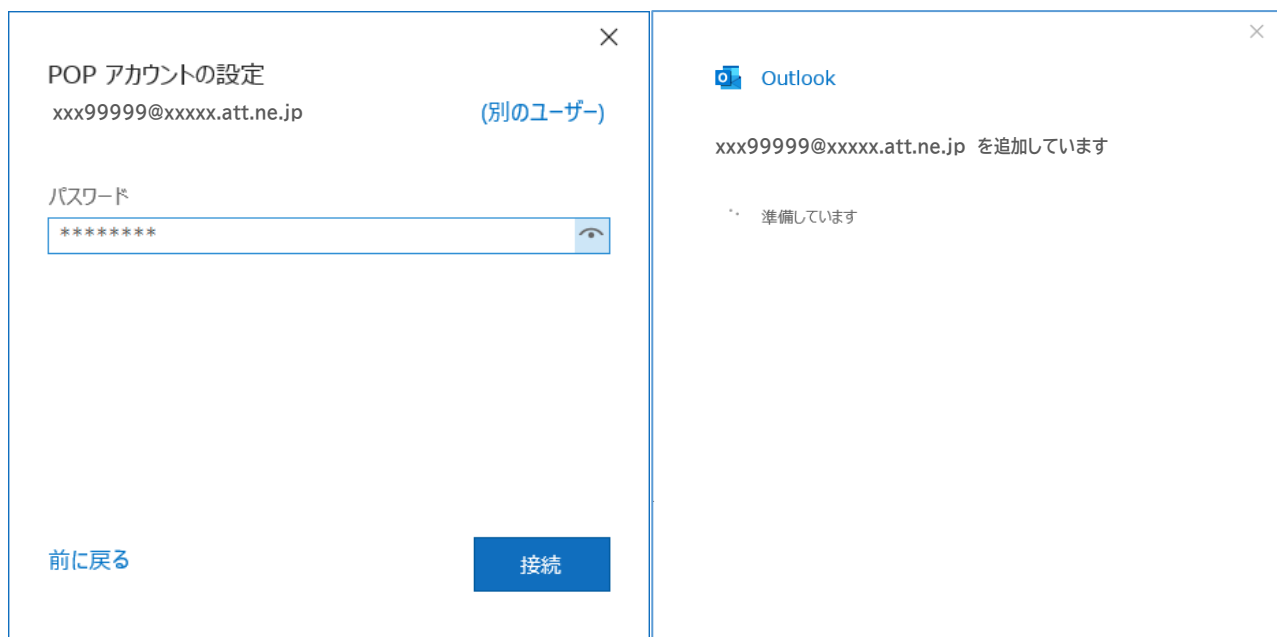 POP アカウントの設定
xxx99999@xxxxx.att.ne.jp
(別のユーザー)
パスワード
********
前に戻る
接続
Outlook
xxx99999@xxxxx.att.ne.jp を追加しています
準備しています